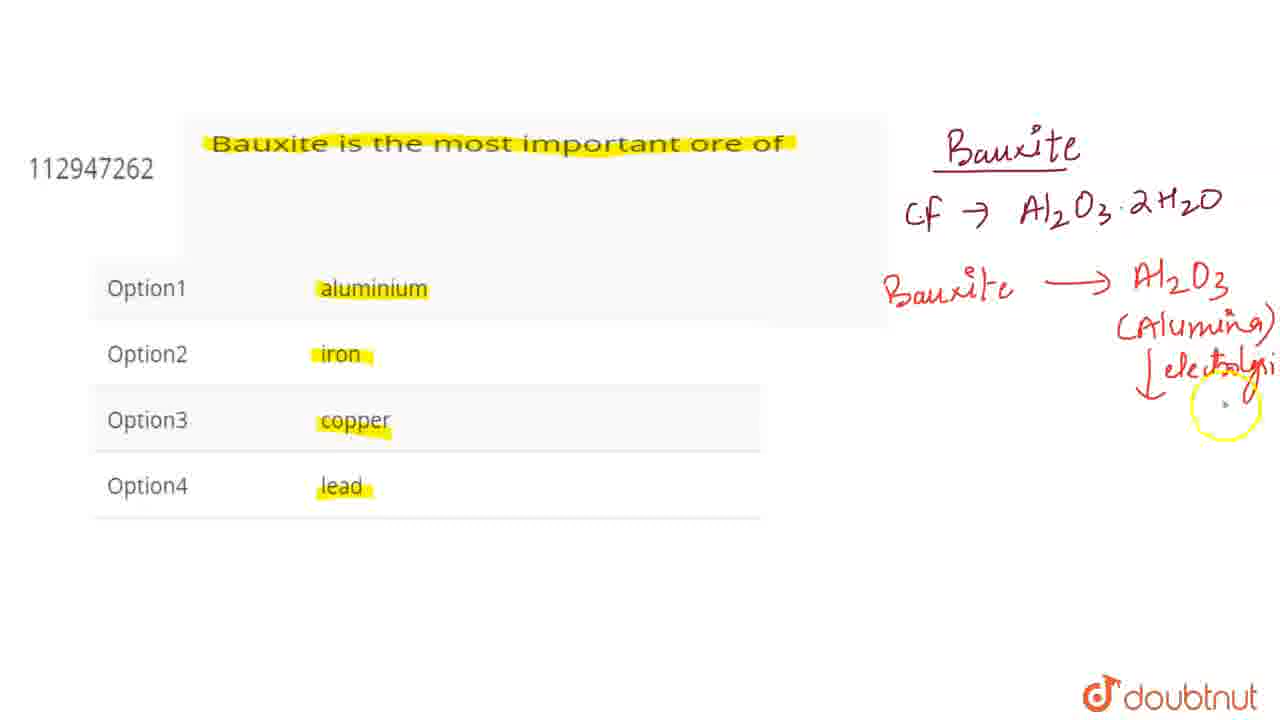 Bauxite is the most important ore of
112947262
Option1 aluminium
Option2 iron
Option3 copper
Option4 lead
Bauxite
CF → Al₂O₃·2H₂O
Bauxite → Al₂O₃
(Alumina)
↓ electrolysi
doubtnut